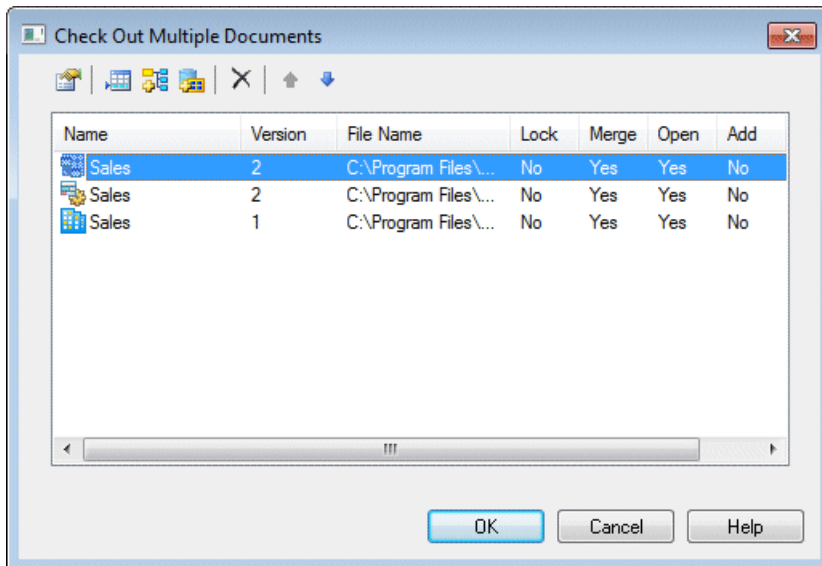 Check Out Multiple Documents
Name Version File Name Lock Merge Open Add
Sales 2 C:\Program Files\... No Yes Yes No
Sales 2 C:\Program Files\... No Yes Yes No
Sales 1 C:\Program Files\... No Yes Yes No
OK Cancel Help